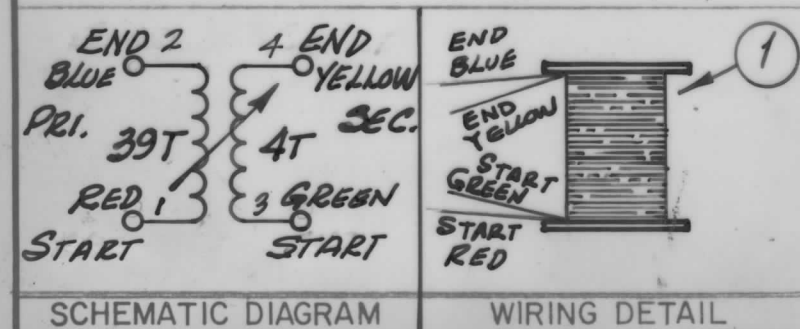 END 2
BLUE
PRI.
39T
RED 1
START
4 END
YELLOW
SEC.
4T
3 GREEN
START
SCHEMATIC DIAGRAM
END
BLUE
END
YELLOW
START
GREEN
START
RED
1
WIRING DETAIL